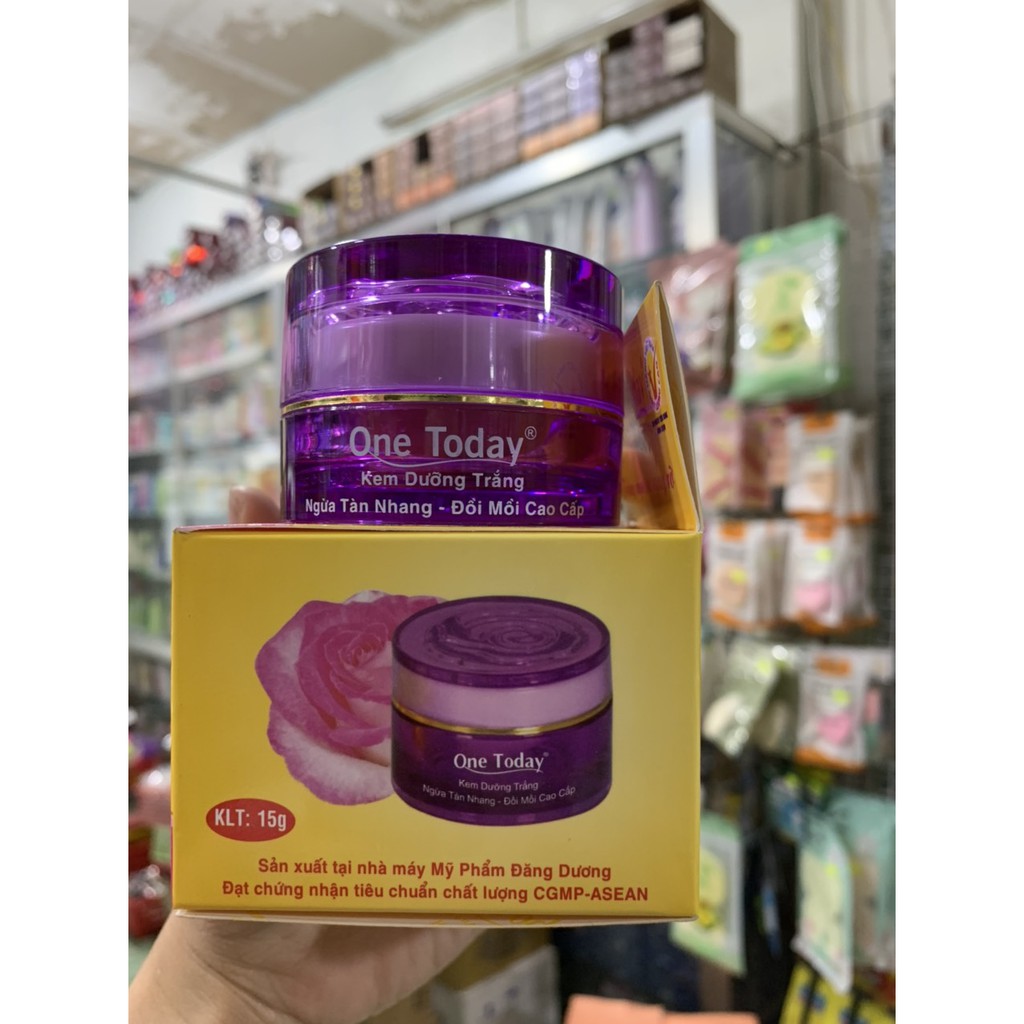 One Today®
Kem Dưỡng Trắng
Ngừa Tàn Nhang - Đồi Mồi Cao Cấp
One Today®
Kem Dưỡng Trắng
Ngừa Tàn Nhang - Đồi Mồi Cao Cấp
KLT: 15g
Sản xuất tại nhà máy Mỹ Phẩm Đăng Dương
Đạt chứng nhận tiêu chuẩn chất lượng CGMP-ASEAN